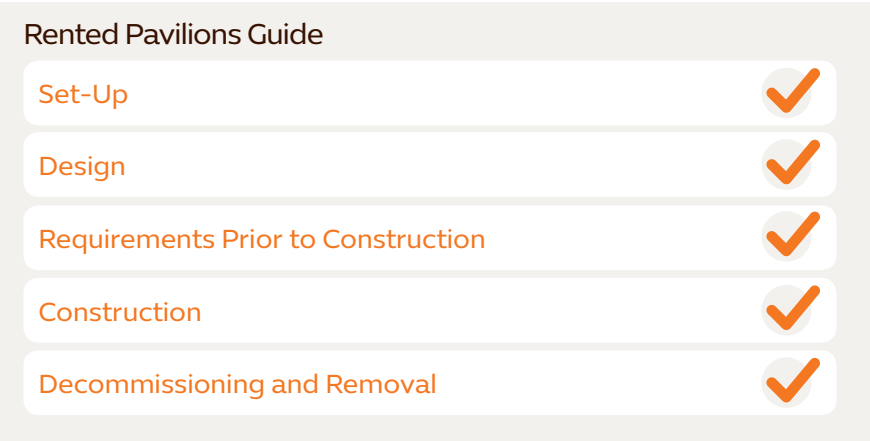 Rented Pavilions Guide
Set-Up
Design
Requirements Prior to Construction
Construction
Decommissioning and Removal